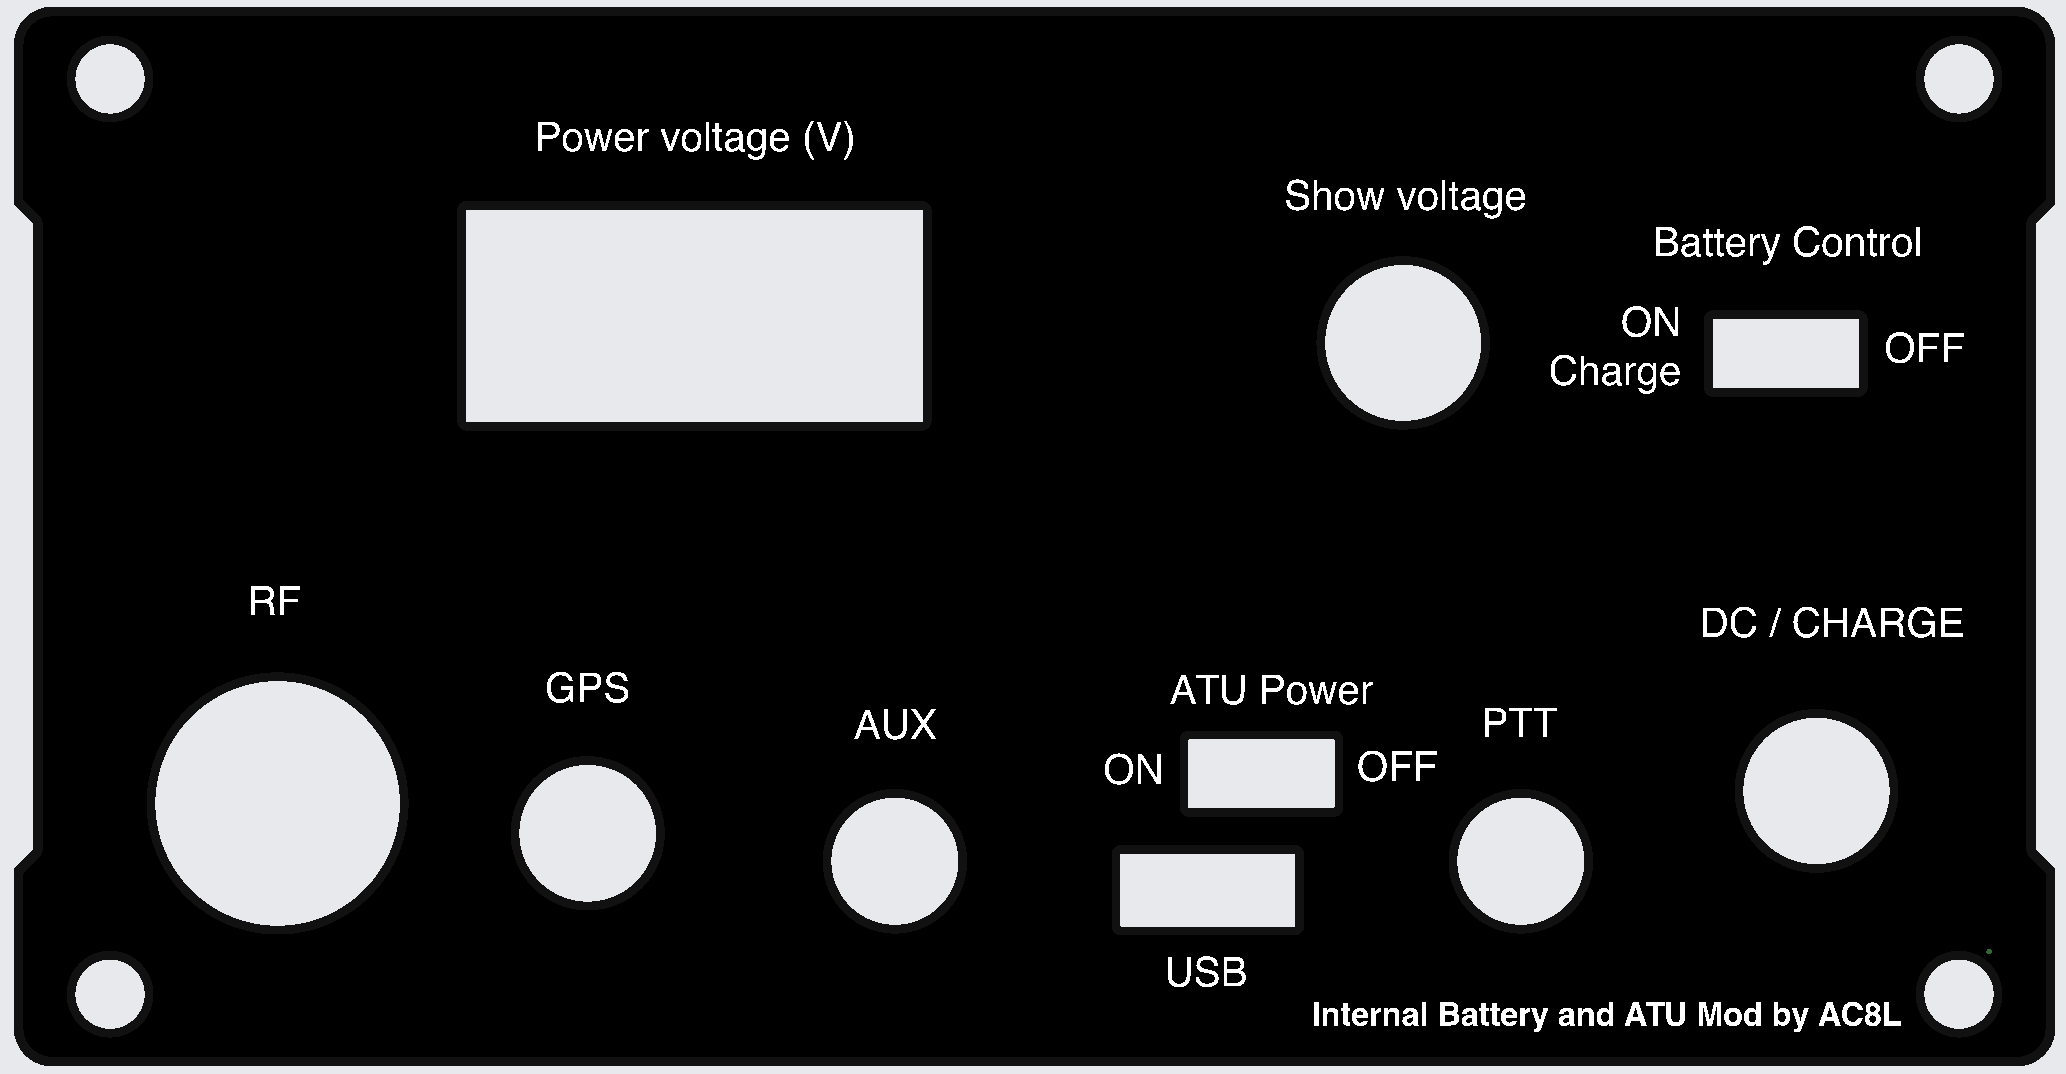 Power voltage (V)
Show voltage
Battery Control
ON
Charge
OFF
RF
GPS
AUX
ATU Power
ON
OFF
PTT
DC / CHARGE
USB
Internal Battery and ATU Mod by AC8L